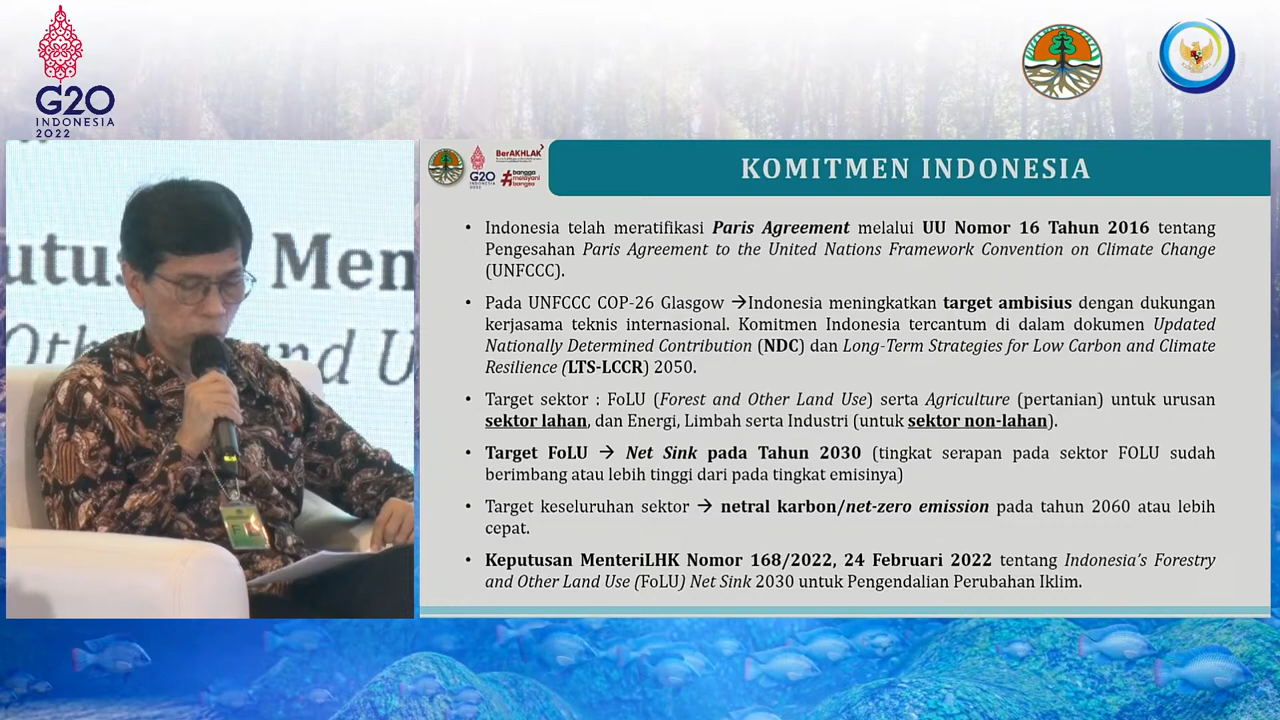 G20
INDONESIA
2022
BerAKHLAK
G20
INDONESIA
2022
#bangga
melayani
bangsa
KOMITMEN INDONESIA
utus Men
Other Land U
• Indonesia telah meratifikasi Paris Agreement melalui UU Nomor 16 Tahun 2016 tentang
Pengesahan Paris Agreement to the United Nations Framework Convention on Climate Change
(UNFCCC).
• Pada UNFCCC COP-26 Glasgow →Indonesia meningkatkan target ambisius dengan dukungan
kerjasama teknis internasional. Komitmen Indonesia tercantum di dalam dokumen Updated
Nationally Determined Contribution (NDC) dan Long-Term Strategies for Low Carbon and Climate
Resilience (LTS-LCCR) 2050.
• Target sektor : FoLU (Forest and Other Land Use) serta Agriculture (pertanian) untuk urusan
sektor lahan, dan Energi, Limbah serta Industri (untuk sektor non-lahan).
• Target FoLU → Net Sink pada Tahun 2030 (tingkat serapan pada sektor FOLU sudah
berimbang atau lebih tinggi dari pada tingkat emisinya)
• Target keseluruhan sektor → netral karbon/net-zero emission pada tahun 2060 atau lebih
cepat.
• Keputusan MenteriLHK Nomor 168/2022, 24 Februari 2022 tentang Indonesia's Forestry
and Other Land Use (FoLU) Net Sink 2030 untuk Pengendalian Perubahan Iklim.